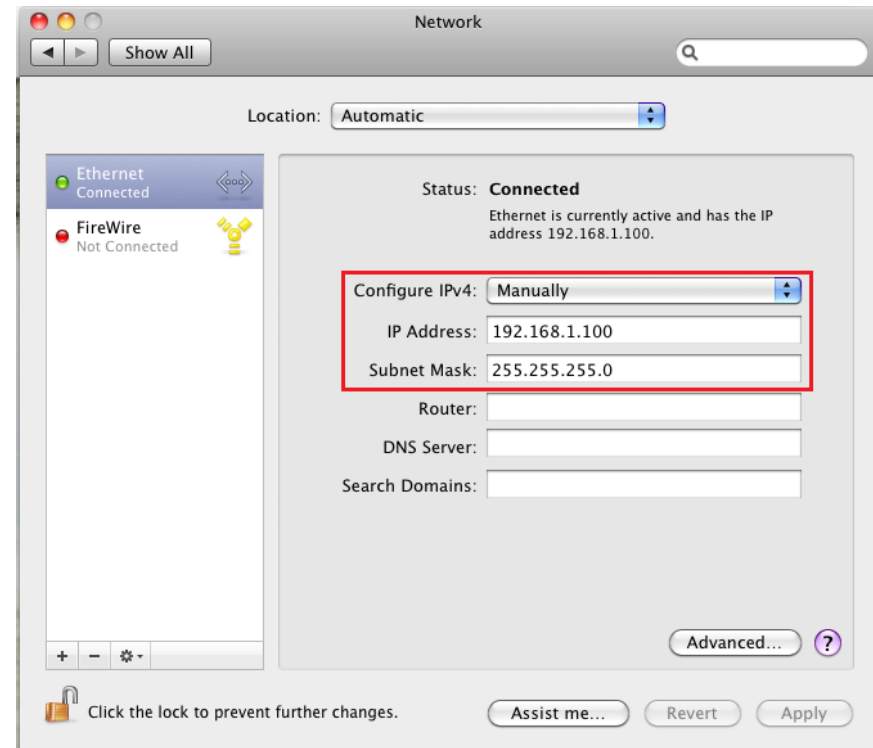 Network
Show All
Location: Automatic
Ethernet
Connected
FireWire
Not Connected
Status: Connected
Ethernet is currently active and has the IP
address 192.168.1.100.
Configure IPv4: Manually
IP Address: 192.168.1.100
Subnet Mask: 255.255.255.0
Router:
DNS Server:
Search Domains:
Advanced... ?
+ −
Click the lock to prevent further changes.
Assist me... Revert Apply